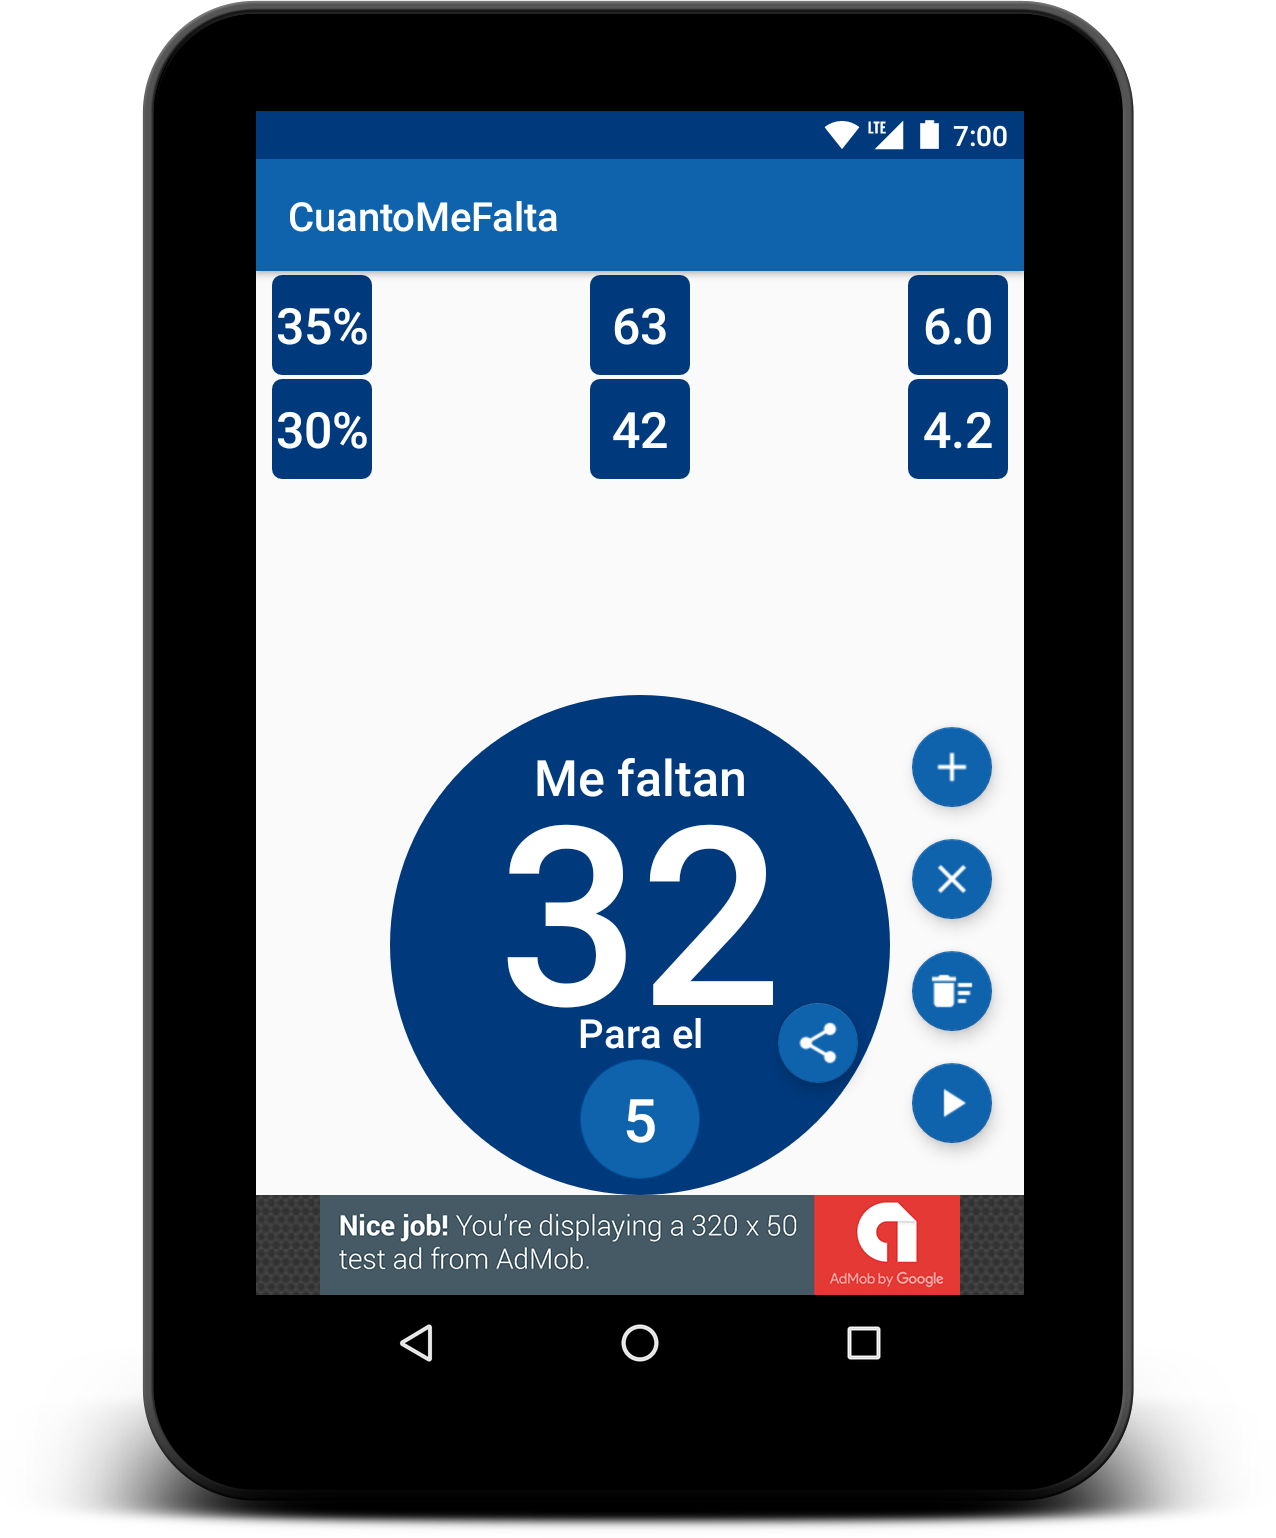 LTE 7:00
CuantoMeFalta
35% 63 6.0
30% 42 4.2
Me faltan
32
Para el
5
Nice job! You're displaying a 320 x 50
test ad from AdMob.
AdMob by Google